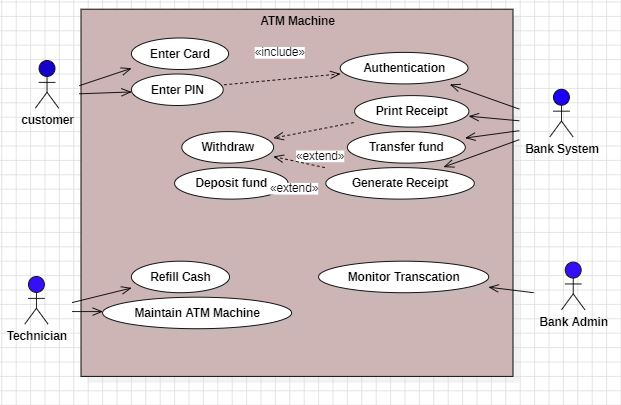 ATM Machine
Enter Card
«include»
Authentication
Enter PIN
customer
Print Receipt
Withdraw
«extend»
Transfer fund
Bank System
Deposit fund
«extend»
Generate Receipt
Refill Cash
Monitor Transcation
Maintain ATM Machine
Technician
Bank Admin